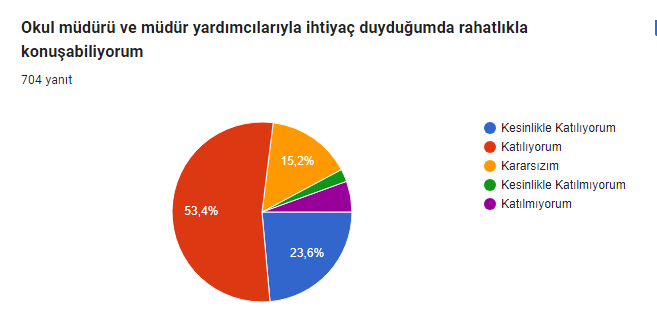 Okul müdürü ve müdür yardımcılarıyla ihtiyaç duyduğumda rahatlıkla
konuşabiliyorum
704 yanıt
Kesinlikle Katılıyorum
Katılıyorum
Kararsızım
Kesinlikle Katılmıyorum
Katılmıyorum
15,2%
53,4%
23,6%